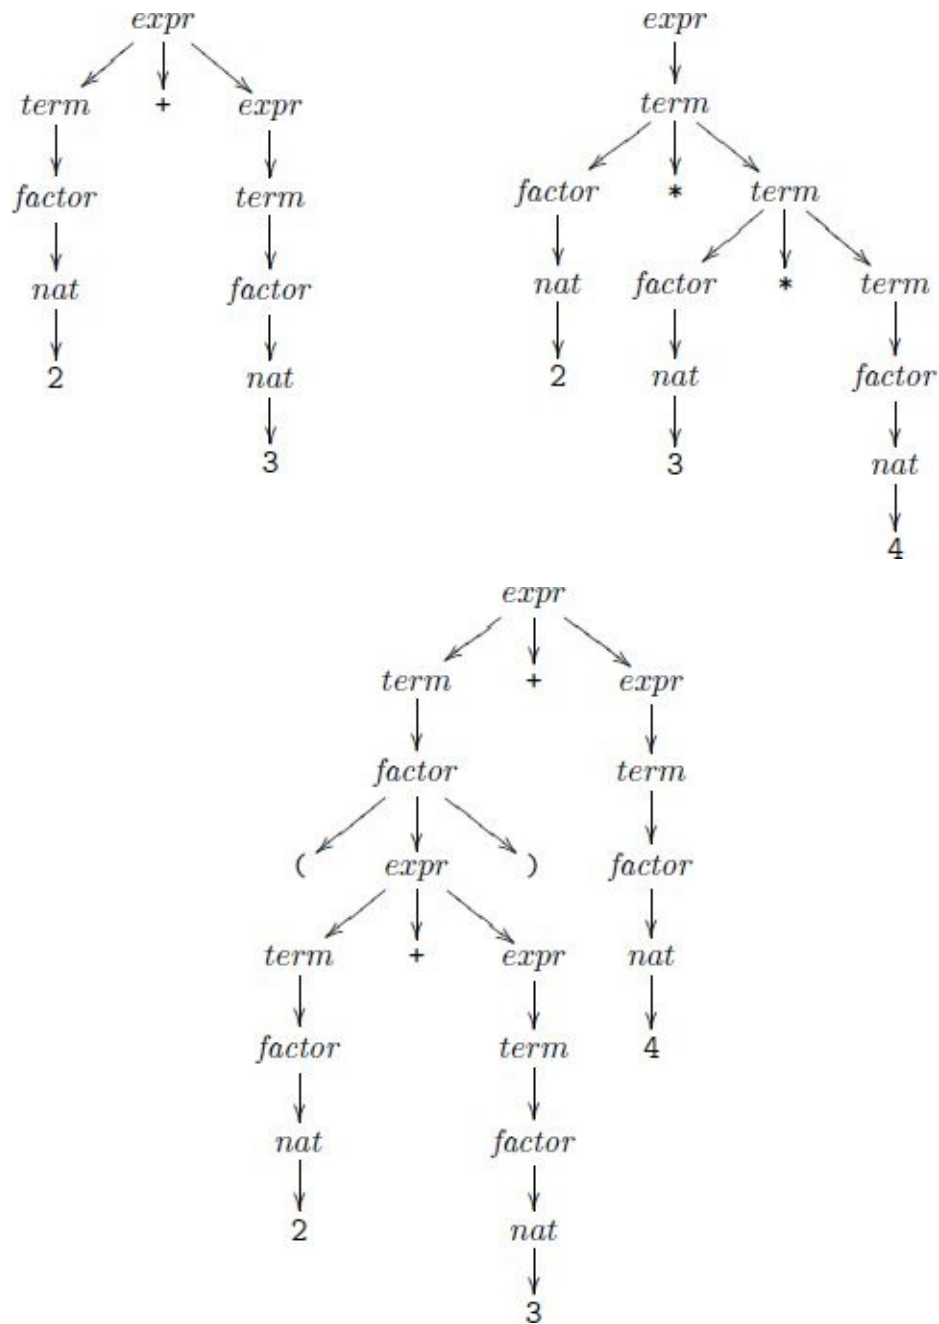 expr expr
term + expr term
factor term factor * term
nat factor nat factor * term
2 nat 2 nat factor
3 3 nat
4
expr
term + expr
factor term
( expr ) factor
term + expr nat
factor term 4
nat factor
2 nat
3